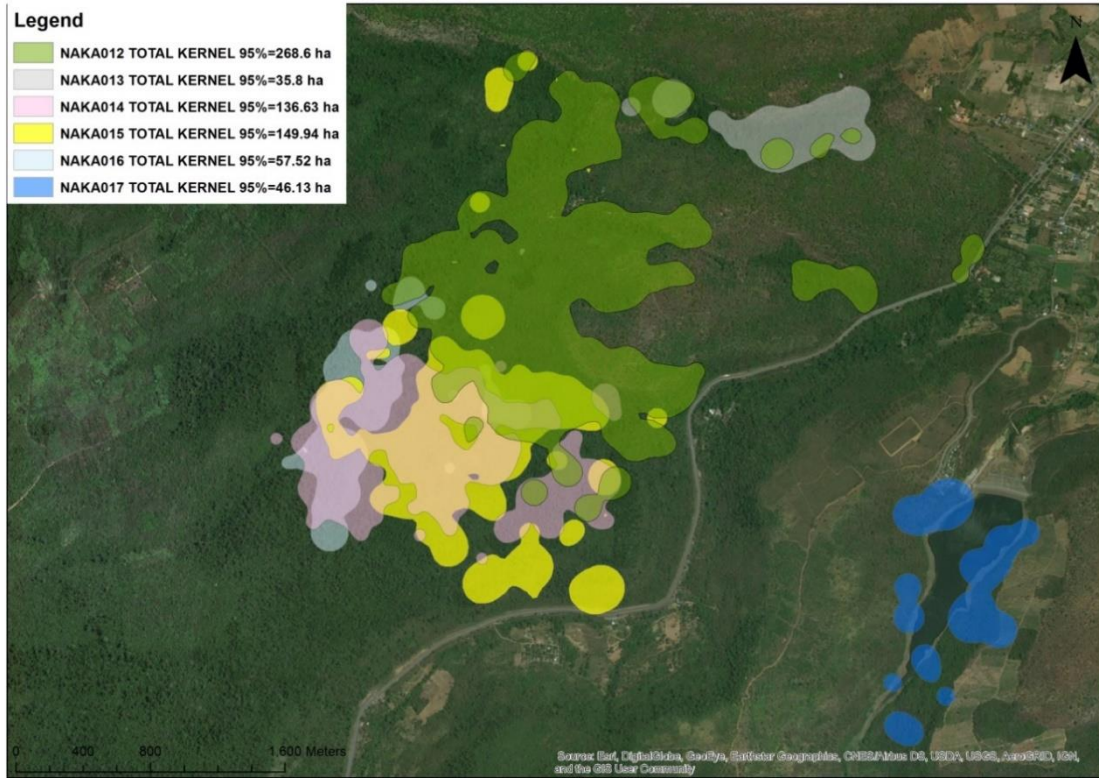 Legend
NAKA012 TOTAL KERNEL 95%=268.6 ha
NAKA013 TOTAL KERNEL 95%=35.8 ha
NAKA014 TOTAL KERNEL 95%=136.63 ha
NAKA015 TOTAL KERNEL 95%=149.94 ha
NAKA016 TOTAL KERNEL 95%=57.52 ha
NAKA017 TOTAL KERNEL 95%=46.13 ha
N
0 400 800 1,600 Meters
Source: Esri, DigitalGlobe, GeoEye, Earthstar Geographics, CNES/Airbus DS, USDA, USGS, AeroGRID, IGN,
and the GIS User Community